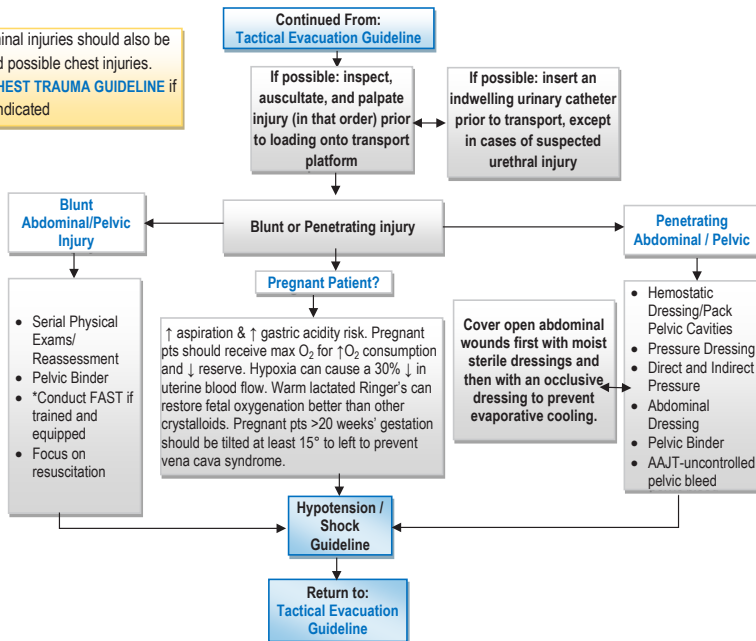 Continued From:
Tactical Evacuation Guideline
inal injuries should also be
possible chest injuries.
HEST TRAUMA GUIDELINE if
ndicated
If possible: inspect,
auscultate, and palpate
injury (in that order) prior
to loading onto transport
platform
If possible: insert an
indwelling urinary catheter
prior to transport, except
in cases of suspected
urethral injury
Blunt
Abdominal/Pelvic
Injury
Blunt or Penetrating injury
Penetrating
Abdominal / Pelvic
Pregnant Patient?
• Serial Physical
Exams/
Reassessment
• Pelvic Binder
• *Conduct FAST if
trained and
equipped
• Focus on
resuscitation
↑ aspiration & ↑ gastric acidity risk. Pregnant
pts should receive max O₂ for ↑O₂ consumption
and ↓ reserve. Hypoxia can cause a 30% ↓ in
uterine blood flow. Warm lactated Ringer's can
restore fetal oxygenation better than other
crystalloids. Pregnant pts >20 weeks' gestation
should be tilted at least 15° to left to prevent
vena cava syndrome.
Cover open abdominal
wounds first with moist
sterile dressings and
then with an occlusive
dressing to prevent
evaporative cooling.
• Hemostatic
Dressing/Pack
Pelvic Cavities
• Pressure Dressing
• Direct and Indirect
Pressure
• Abdominal
Dressing
• Pelvic Binder
• AAJT-uncontrolled
pelvic bleed
Hypotension /
Shock
Guideline
Return to:
Tactical Evacuation
Guideline